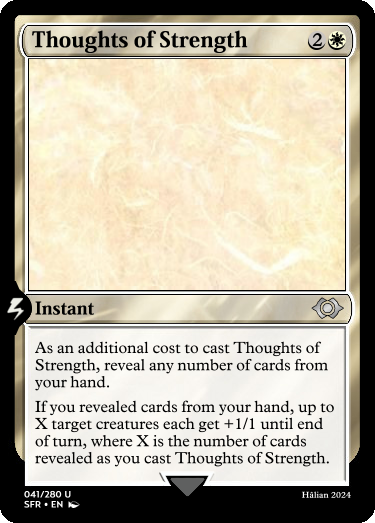 Thoughts of Strength 2
Instant
As an additional cost to cast Thoughts of
Strength, reveal any number of cards from
your hand.
If you revealed cards from your hand, up to
X target creatures each get +1/1 until end
of turn, where X is the number of cards
revealed as you cast Thoughts of Strength.
041/280 U
SFR • EN
Hålian 2024